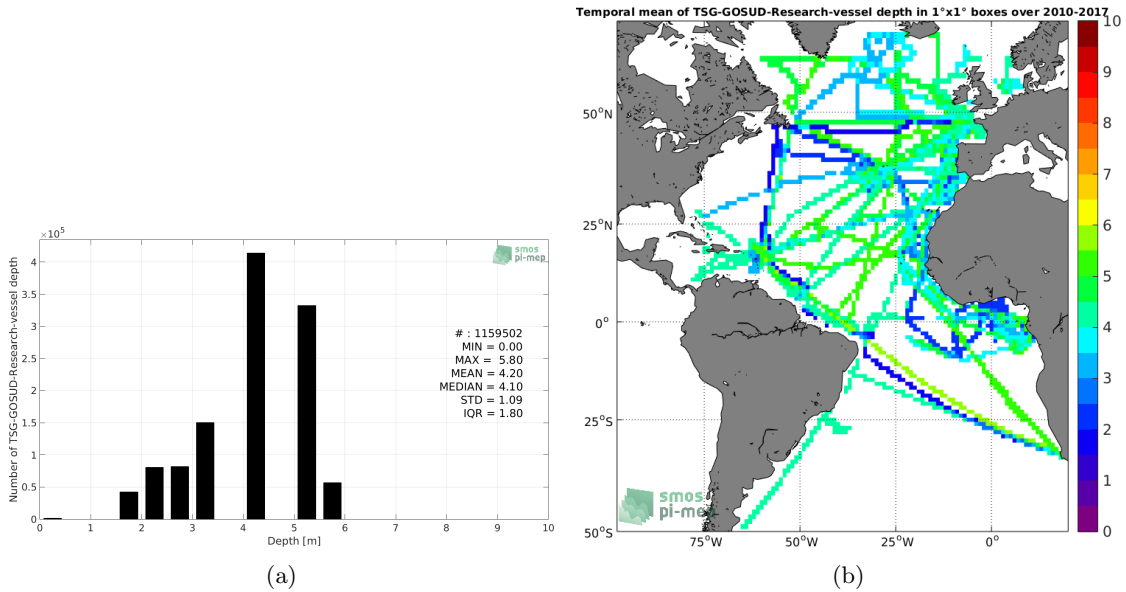 ×10^5
4
3.5
3
2.5
2
1.5
1
0.5
0
Number of TSG-GOSUD-Research-vessel depth
smos
pi-mep
# : 1159502
MIN = 0.00
MAX = 5.80
MEAN = 4.20
MEDIAN = 4.10
STD = 1.09
IQR = 1.80
0 1 2 3 4 5 6 7 8 9 10
Depth [m]
(a)
Temporal mean of TSG-GOSUD-Research-vessel depth in 1°x1° boxes over 2010-2017
50°N
25°N
0°
25°S
50°S
75°W 50°W 25°W 0°
smos
pi-mep
10
9
8
7
6
5
4
3
2
1
0
(b)